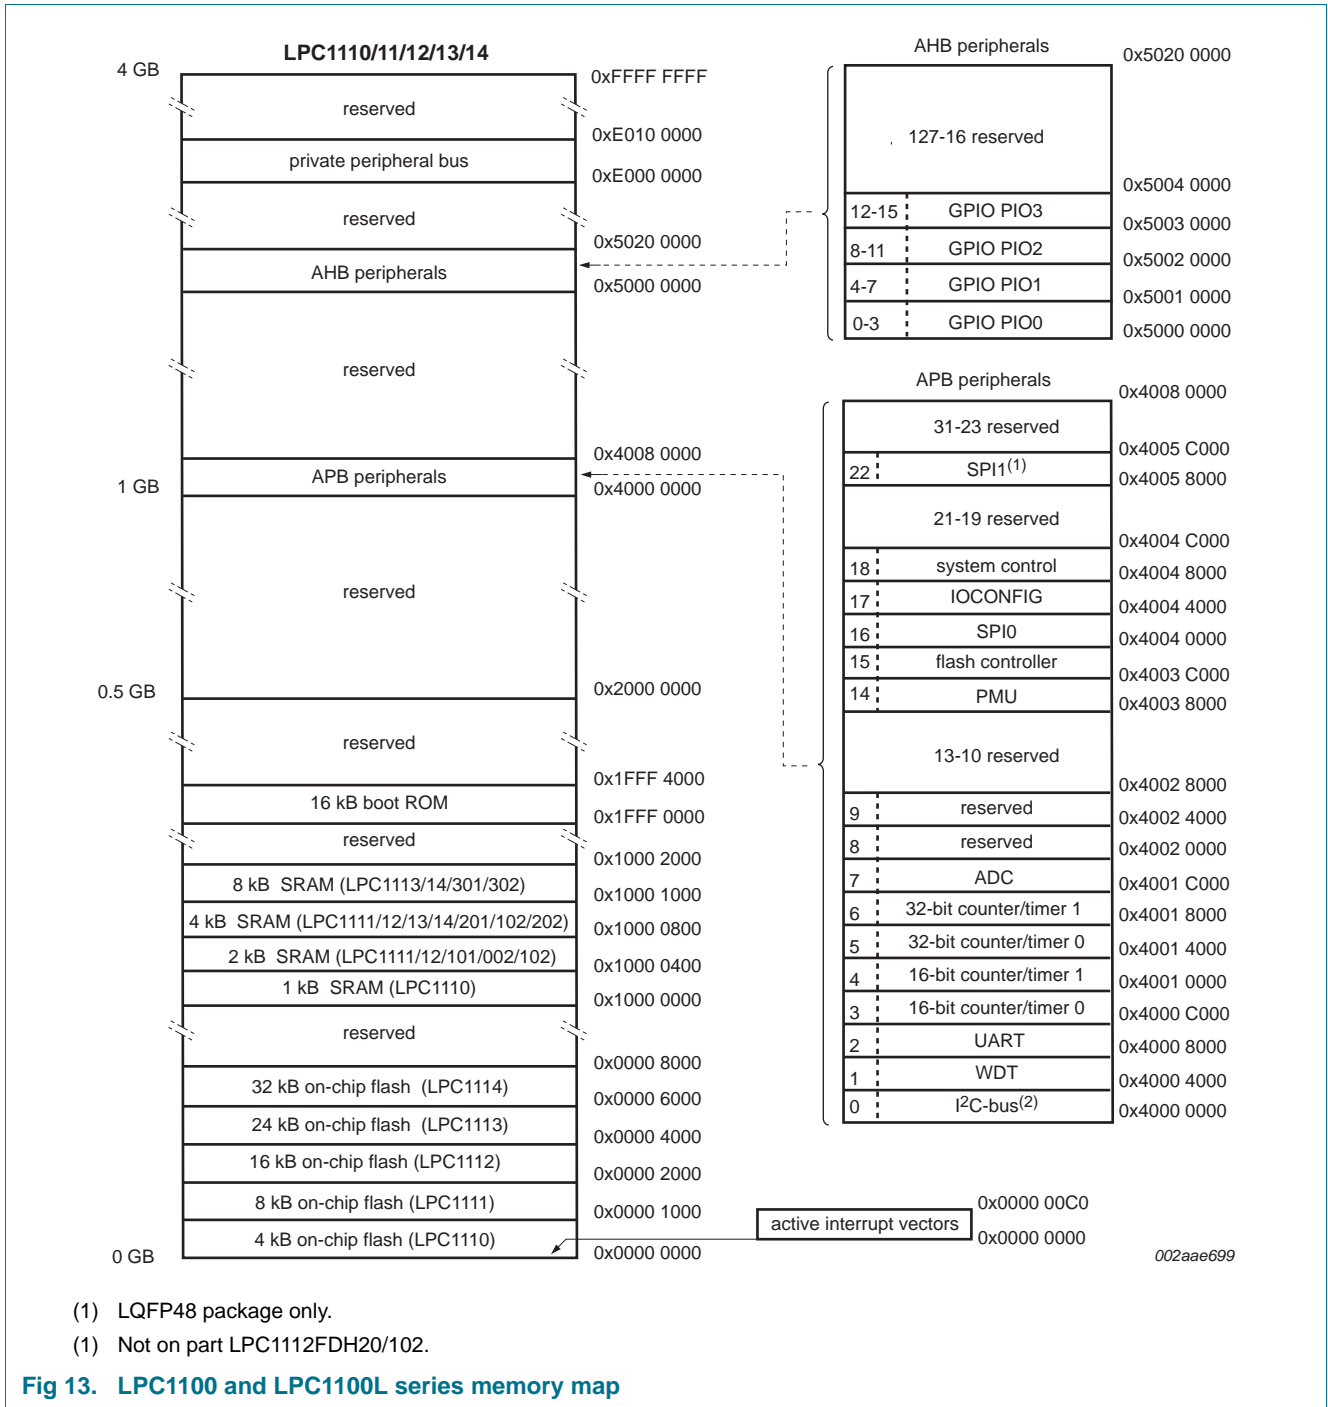 LPC1110/11/12/13/14
4 GB
0xFFFF FFFF
reserved
0xE010 0000
private peripheral bus
0xE000 0000
reserved
0x5020 0000
AHB peripherals
0x5000 0000
reserved
0x4008 0000
APB peripherals
1 GB
0x4000 0000
reserved
0.5 GB
0x2000 0000
reserved
0x1FFF 4000
16 kB boot ROM
0x1FFF 0000
reserved
0x1000 2000
8 kB SRAM (LPC1113/14/301/302)
0x1000 1000
4 kB SRAM (LPC1111/12/13/14/201/102/202)
0x1000 0800
2 kB SRAM (LPC1111/12/101/002/102)
0x1000 0400
1 kB SRAM (LPC1110)
0x1000 0000
reserved
0x0000 8000
32 kB on-chip flash (LPC1114)
0x0000 6000
24 kB on-chip flash (LPC1113)
0x0000 4000
16 kB on-chip flash (LPC1112)
0x0000 2000
8 kB on-chip flash (LPC1111)
0x0000 1000
4 kB on-chip flash (LPC1110)
0 GB
0x0000 0000
AHB peripherals
0x5020 0000
127-16 reserved
0x5004 0000
12-15 GPIO PIO3
0x5003 0000
8-11 GPIO PIO2
0x5002 0000
4-7 GPIO PIO1
0x5001 0000
0-3 GPIO PIO0
0x5000 0000
APB peripherals
0x4008 0000
31-23 reserved
0x4005 C000
22 SPI1(1)
0x4005 8000
21-19 reserved
0x4004 C000
18 system control
0x4004 8000
17 IOCONFIG
0x4004 4000
16 SPI0
0x4004 0000
15 flash controller
0x4003 C000
14 PMU
0x4003 8000
13-10 reserved
0x4002 8000
9 reserved
0x4002 4000
8 reserved
0x4002 0000
7 ADC
0x4001 C000
6 32-bit counter/timer 1
0x4001 8000
5 32-bit counter/timer 0
0x4001 4000
4 16-bit counter/timer 1
0x4001 0000
3 16-bit counter/timer 0
0x4000 C000
2 UART
0x4000 8000
1 WDT
0x4000 4000
0 I2C-bus(2)
0x4000 0000
0x0000 00C0
active interrupt vectors
0x0000 0000
002aae699
(1) LQFP48 package only.
(1) Not on part LPC1112FDH20/102.
Fig 13. LPC1100 and LPC1100L series memory map